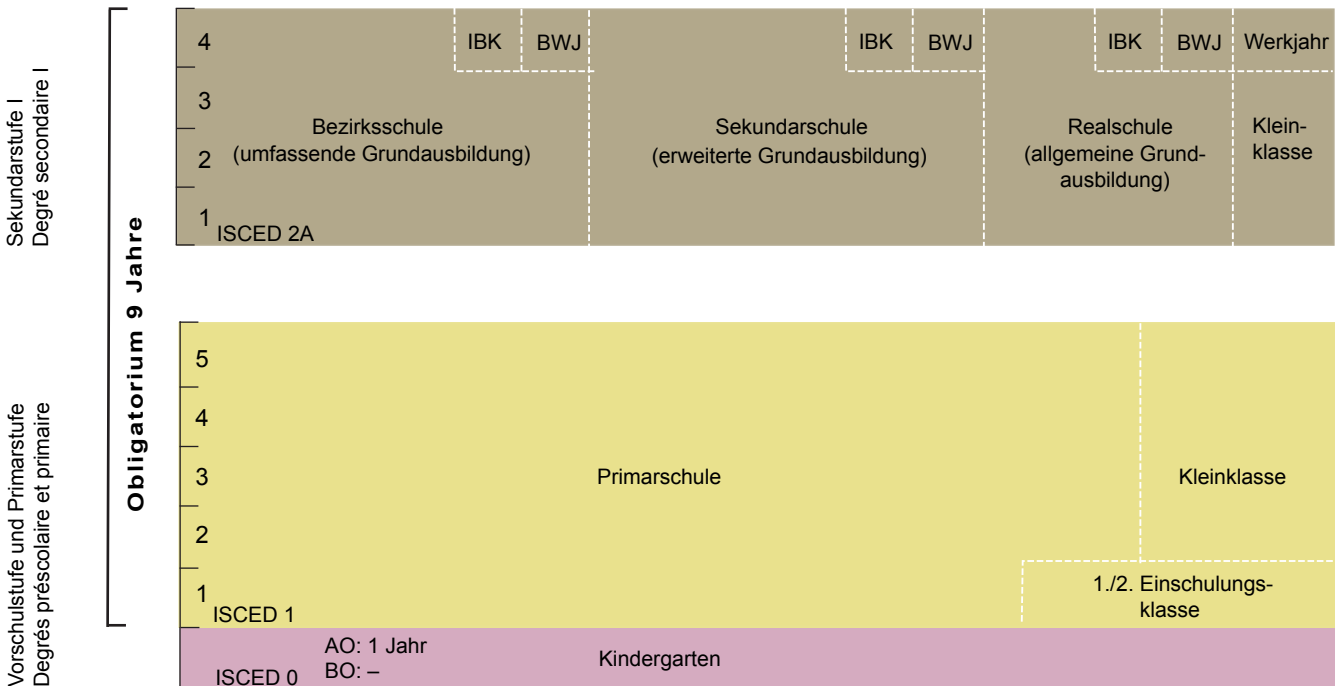 Sekundarstufe I
Degré secondaire I
Obligatorium 9 Jahre
4
IBK
BWJ
IBK
BWJ
IBK
BWJ
Werkjahr
3
2
1
Bezirksschule
(umfassende Grundausbildung)
Sekundarschule
(erweiterte Grundausbildung)
Realschule
(allgemeine Grund-
ausbildung)
Klein-
klasse
ISCED 2A
Vorschulstufe und Primarstufe
Degrés préscolaire et primaire
5
4
3
2
1
Primarschule
Kleinklasse
1./2. Einschulungs-
klasse
ISCED 1
AO: 1 Jahr
BO: –
Kindergarten
ISCED 0